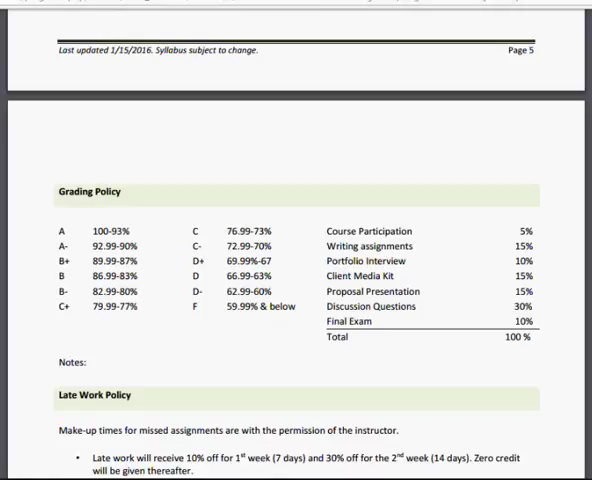 Last updated 1/15/2016. Syllabus subject to change. Page 5
Grading Policy
A 100-93% C 76.99-73% Course Participation 5%
A- 92.99-90% C- 72.99-70% Writing assignments 15%
B+ 89.99-87% D+ 69.99%-67 Portfolio Interview 10%
B 86.99-83% D 66.99-63% Client Media Kit 15%
B- 82.99-80% D- 62.99-60% Proposal Presentation 15%
C+ 79.99-77% F 59.99% & below Discussion Questions 30%
Final Exam 10%
Total 100 %
Notes:
Late Work Policy
Make-up times for missed assignments are with the permission of the instructor.
• Late work will receive 10% off for 1st week (7 days) and 30% off for the 2nd week (14 days). Zero credit
will be given thereafter.